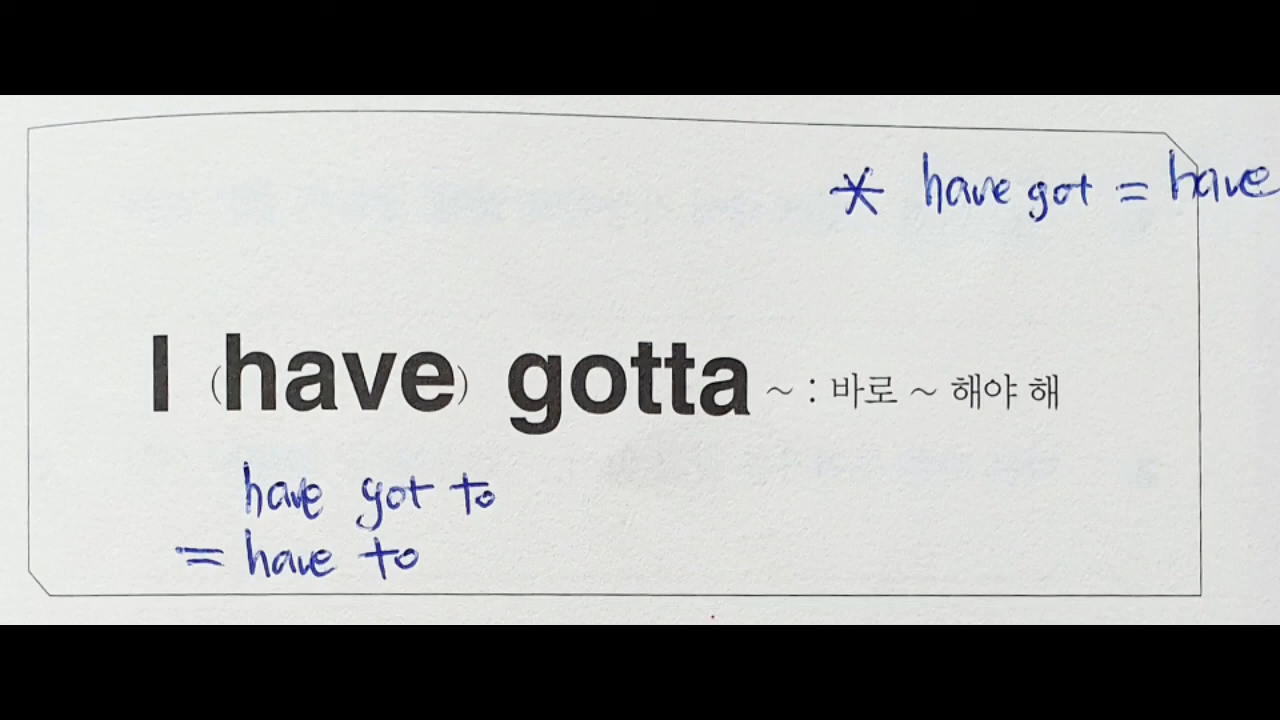 * have got = have
I (have) gotta ~ : 바로 ~ 해야 해
have got to
= have to